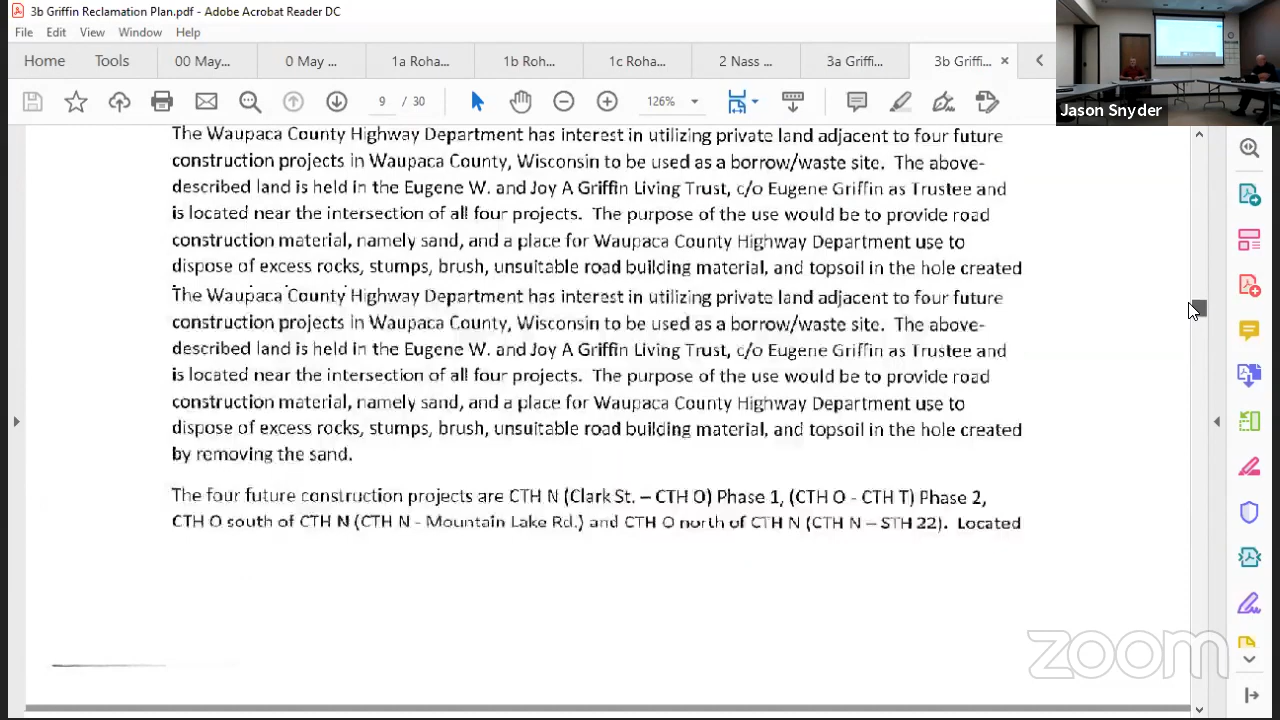 3b Griffin Reclamation Plan.pdf - Adobe Acrobat Reader DC
File Edit View Window Help
Home Tools 00 May... 0 May ... 1a Roha... 1b Roh... 1c Roha... 2 Nass ... 3a Griffi... 3b Griffi... ×
9 / 30 126%
Jason Snyder
The Waupaca County Highway Department has interest in utilizing private land adjacent to four future
construction projects in Waupaca County, Wisconsin to be used as a borrow/waste site. The above-
described land is held in the Eugene W. and Joy A Griffin Living Trust, c/o Eugene Griffin as Trustee and
is located near the intersection of all four projects. The purpose of the use would be to provide road
construction material, namely sand, and a place for Waupaca County Highway Department use to
dispose of excess rocks, stumps, brush, unsuitable road building material, and topsoil in the hole created
The Waupaca County Highway Department has interest in utilizing private land adjacent to four future
construction projects in Waupaca County, Wisconsin to be used as a borrow/waste site. The above-
described land is held in the Eugene W. and Joy A Griffin Living Trust, c/o Eugene Griffin as Trustee and
is located near the intersection of all four projects. The purpose of the use would be to provide road
construction material, namely sand, and a place for Waupaca County Highway Department use to
dispose of excess rocks, stumps, brush, unsuitable road building material, and topsoil in the hole created
by removing the sand.
The four future construction projects are CTH N (Clark St. – CTH O) Phase 1, (CTH O - CTH T) Phase 2,
CTH O south of CTH N (CTH N - Mountain Lake Rd.) and CTH O north of CTH N (CTH N – STH 22). Located
zoom